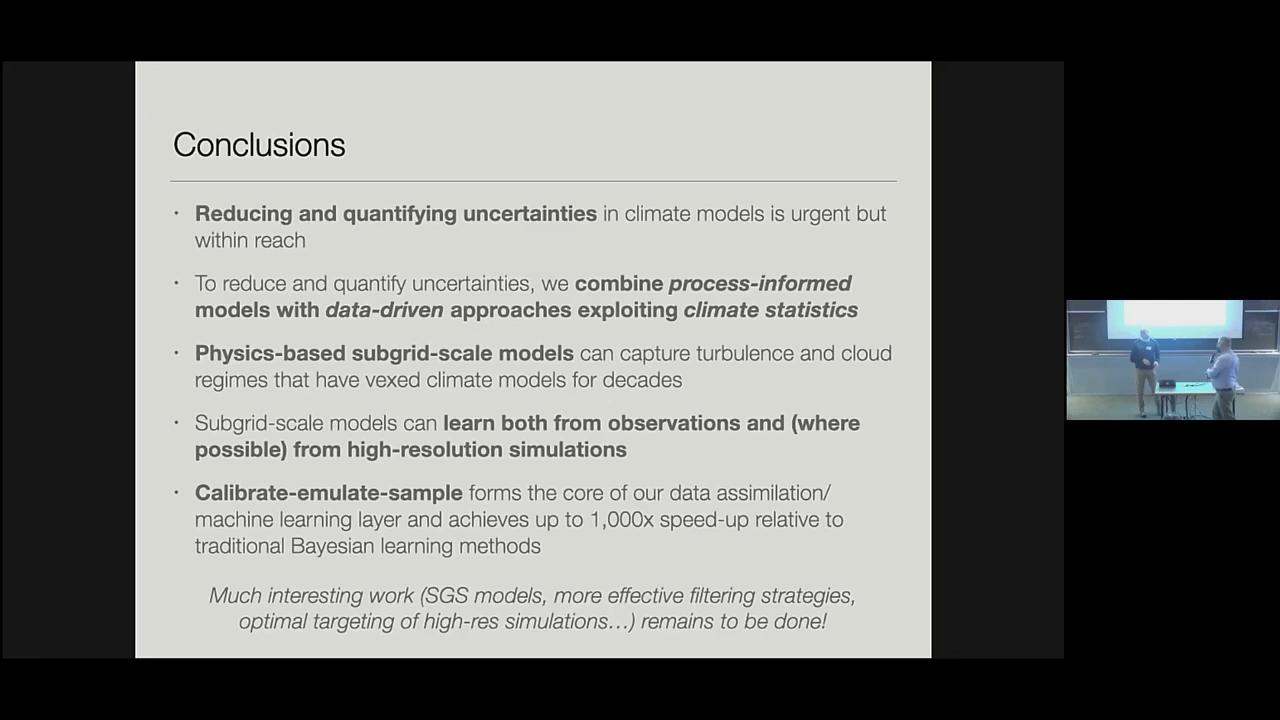 Conclusions
• Reducing and quantifying uncertainties in climate models is urgent but
within reach
• To reduce and quantify uncertainties, we combine process-informed
models with data-driven approaches exploiting climate statistics
• Physics-based subgrid-scale models can capture turbulence and cloud
regimes that have vexed climate models for decades
• Subgrid-scale models can learn both from observations and (where
possible) from high-resolution simulations
• Calibrate-emulate-sample forms the core of our data assimilation/
machine learning layer and achieves up to 1,000x speed-up relative to
traditional Bayesian learning methods
Much interesting work (SGS models, more effective filtering strategies,
optimal targeting of high-res simulations…) remains to be done!